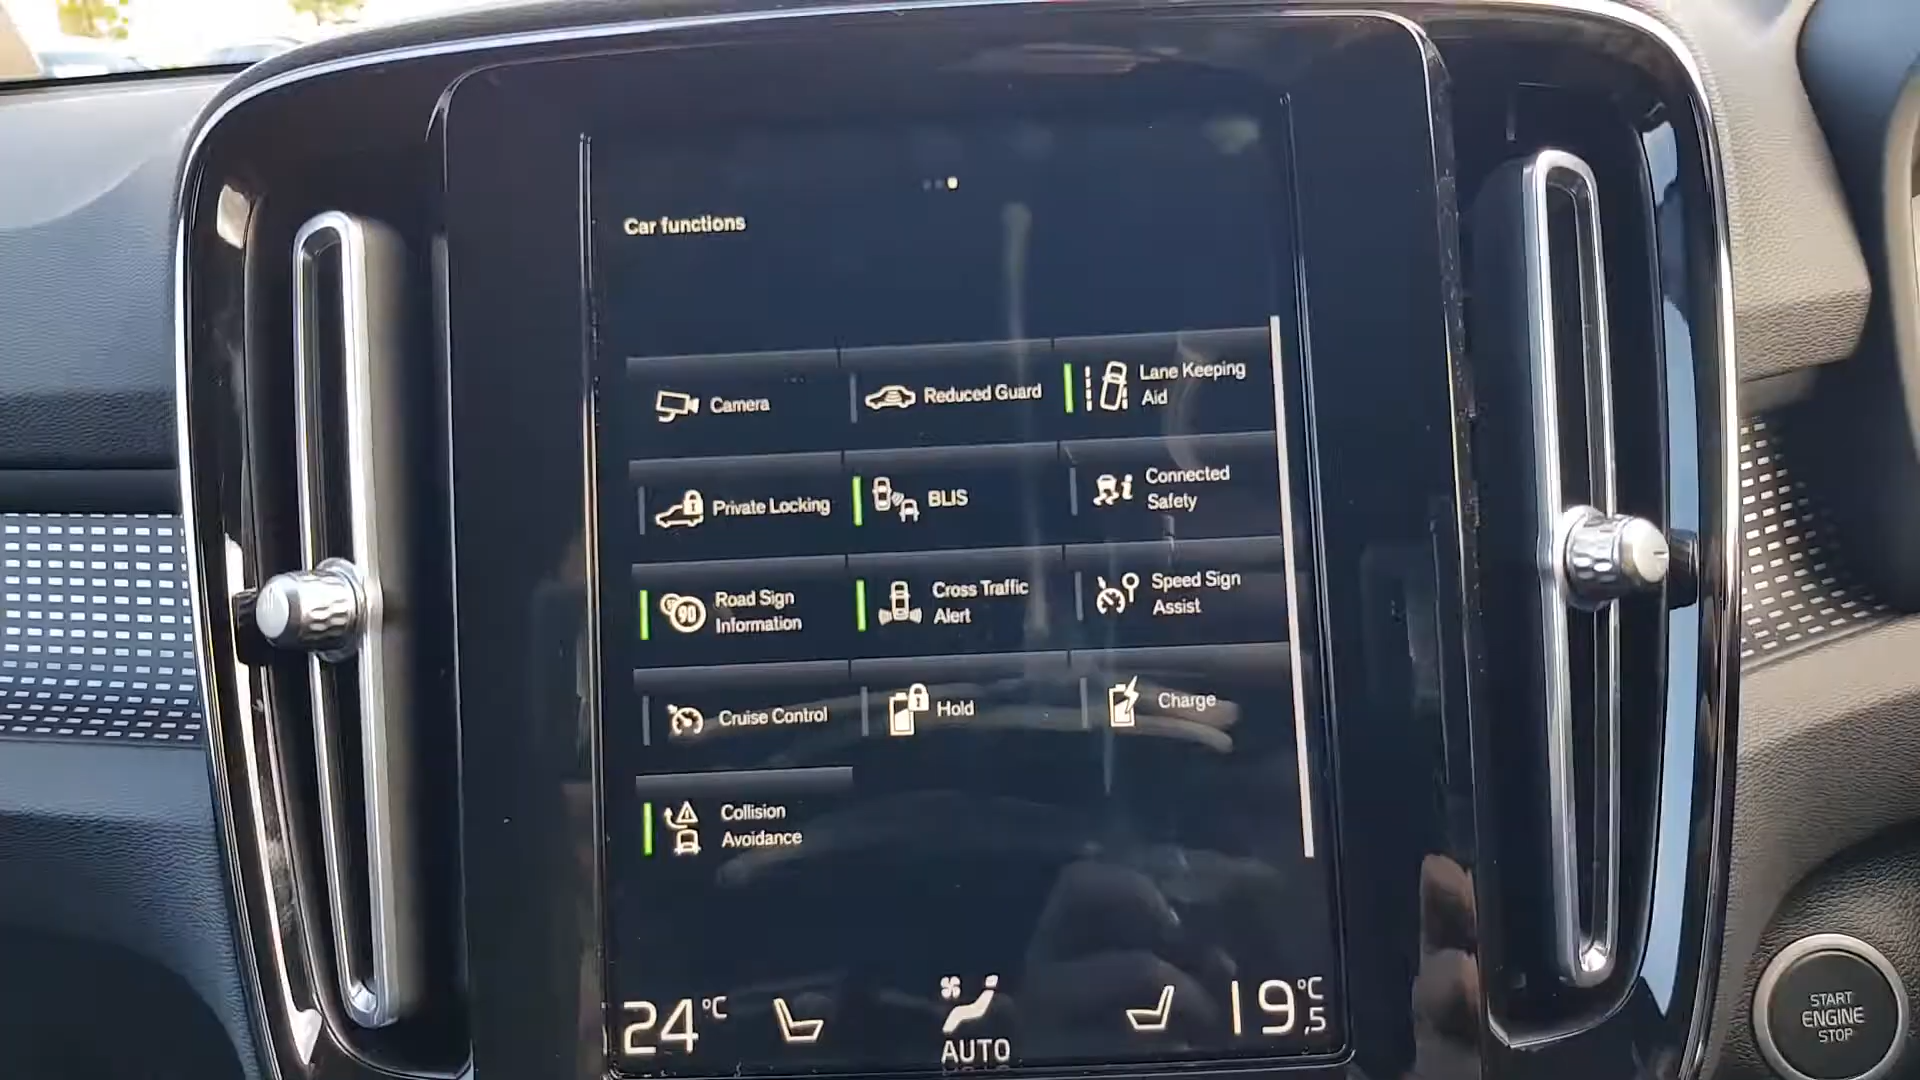 Car functions
Camera
Reduced Guard
Lane Keeping
Aid
Private Locking
BLIS
Connected
Safety
Road Sign
Information
90
Cross Traffic
Alert
Speed Sign
Assist
Cruise Control
Hold
Charge
Collision
Avoidance
24 °C
AUTO
19.5 °C
START
ENGINE
STOP